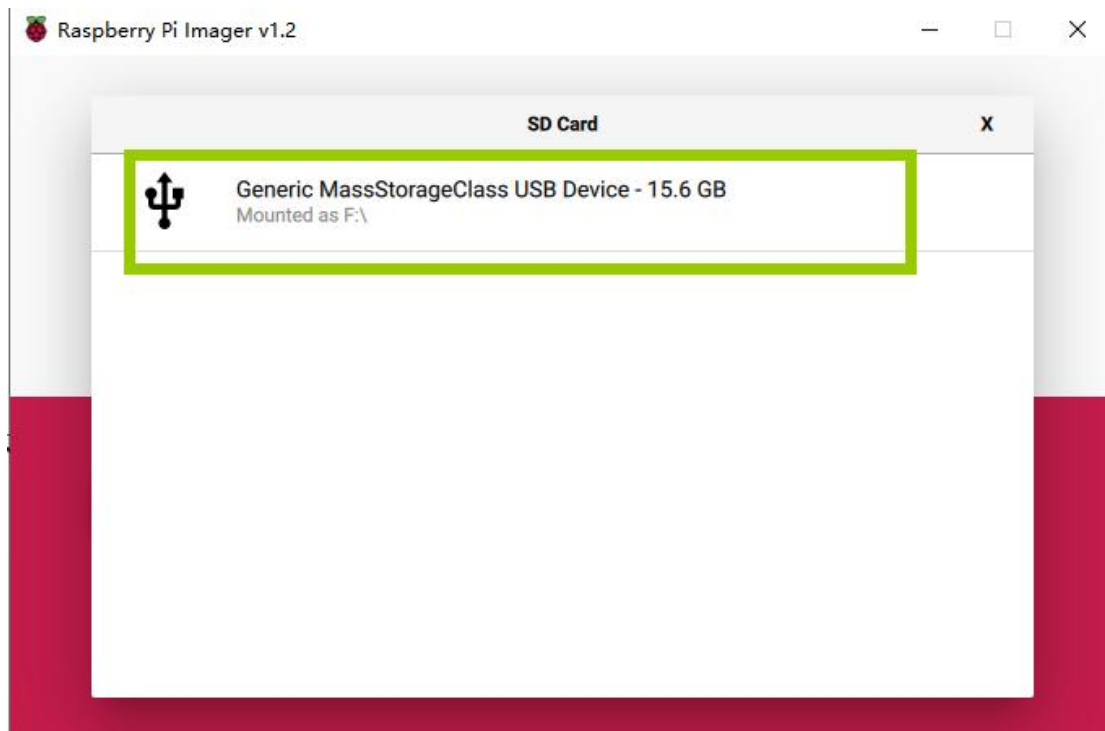 Raspberry Pi Imager v1.2
SD Card
X
Generic MassStorageClass USB Device - 15.6 GB
Mounted as F:\